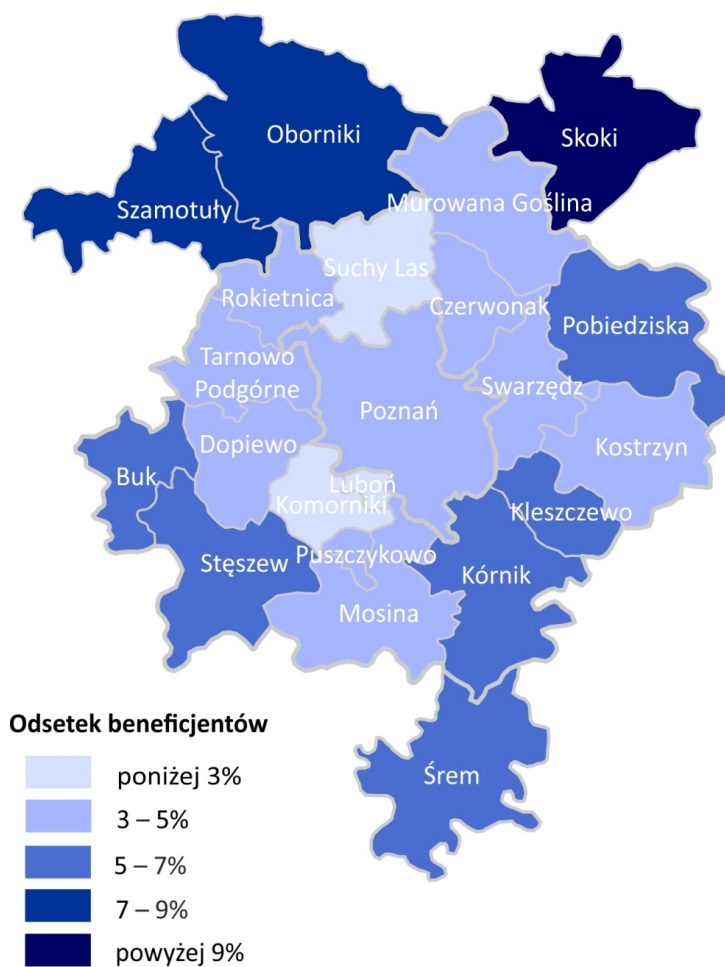 Oborniki
Skoki
Szamotuły
Murowana Goślina
Suchy Las
Rokietnica
Czerwonak
Pobiedziska
Tarnowo
Podgórne
Swarzędz
Poznań
Dopiewo
Kostrzyn
Buk
Luboń
Komorniki
Kleszczewo
Puszczykowo
Stęszew
Kórnik
Mosina
Odsetek beneficjentów
poniżej 3%
3 – 5%
5 – 7%
7 – 9%
powyżej 9%
Śrem